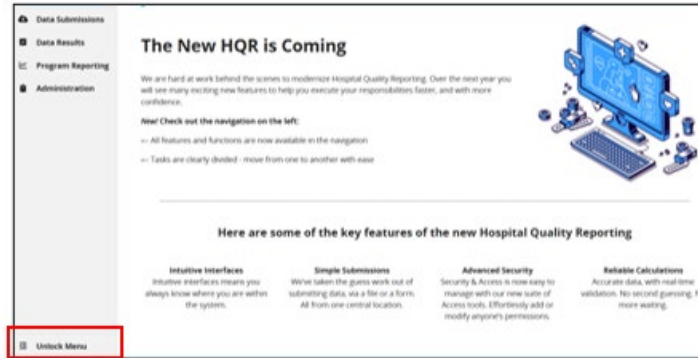 Data Submissions
Data Results
Program Reporting
Administration
The New HQR is Coming
We are hard at work behind the scenes to modernize Hospital Quality Reporting. Over the next year you
will see many exciting new features to help you execute your responsibilities faster, and with more
confidence.
New! Check out the navigation on the left:
— All features and functions are now available in the navigation
— Tasks are clearly divided - move from one to another with ease
Here are some of the key features of the new Hospital Quality Reporting
Intuitive Interfaces
Intuitive interfaces means you
always know where you are within
the system.
Simple Submissions
We've taken the guess work out of
submitting data, via a file or a form.
All from one central location.
Advanced Security
Security & Access is now easy to
manage with our new suite of
Access tools. Effortlessly add or
modify anyone's permissions.
Reliable Calculations
Accurate data, with real-time
validation. No second guessing,
more waiting.
Unlock Menu